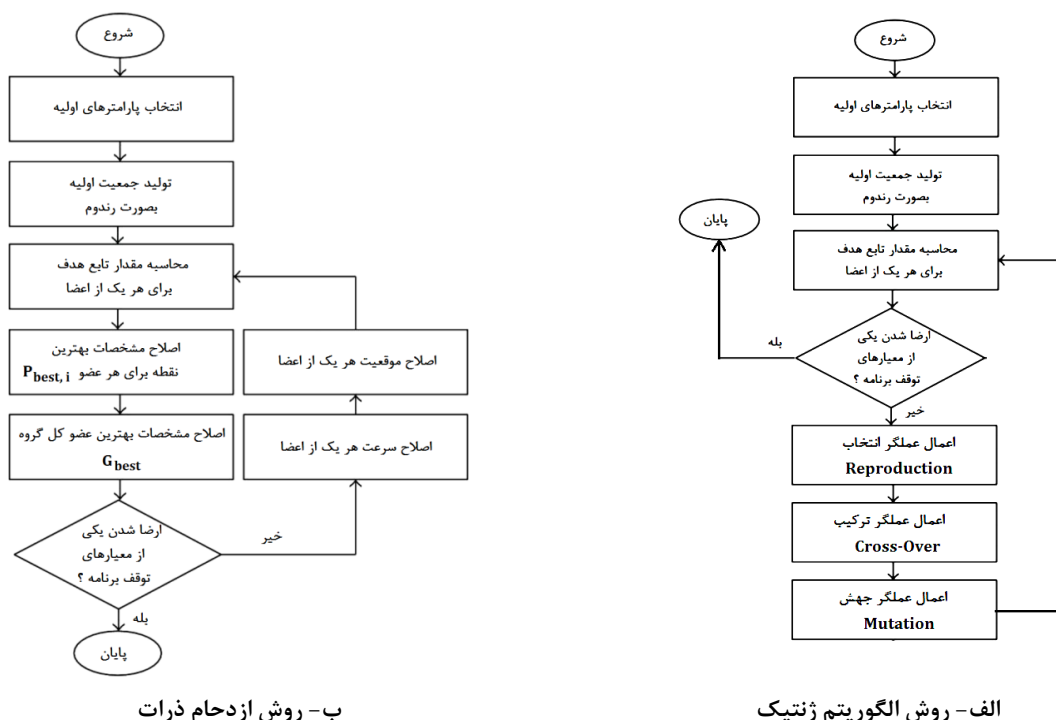 شروع
انتخاب پارامترهای اولیه
تولید جمعیت اولیه
بصورت رندوم
محاسبه مقدار تابع هدف
برای هر یک از اعضا
ارضا شدن یکی
از معیارهای
توقف برنامه ؟
بله
پایان
خیر
اعمال عملگر انتخاب
Reproduction
اعمال عملگر ترکیب
Cross-Over
اعمال عملگر جهش
Mutation
الف- روش الگوریتم ژنتیک
شروع
انتخاب پارامترهای اولیه
تولید جمعیت اولیه
بصورت رندوم
محاسبه مقدار تابع هدف
برای هر یک از اعضا
اصلاح مشخصات بهترین
نقطه برای هر عضو P best, i
اصلاح مشخصات بهترین عضو کل گروه
G best
ارضا شدن یکی
از معیارهای
توقف برنامه ؟
خیر
اصلاح سرعت هر یک از اعضا
اصلاح موقعیت هر یک از اعضا
بله
پایان
ب- روش ازدحام ذرات